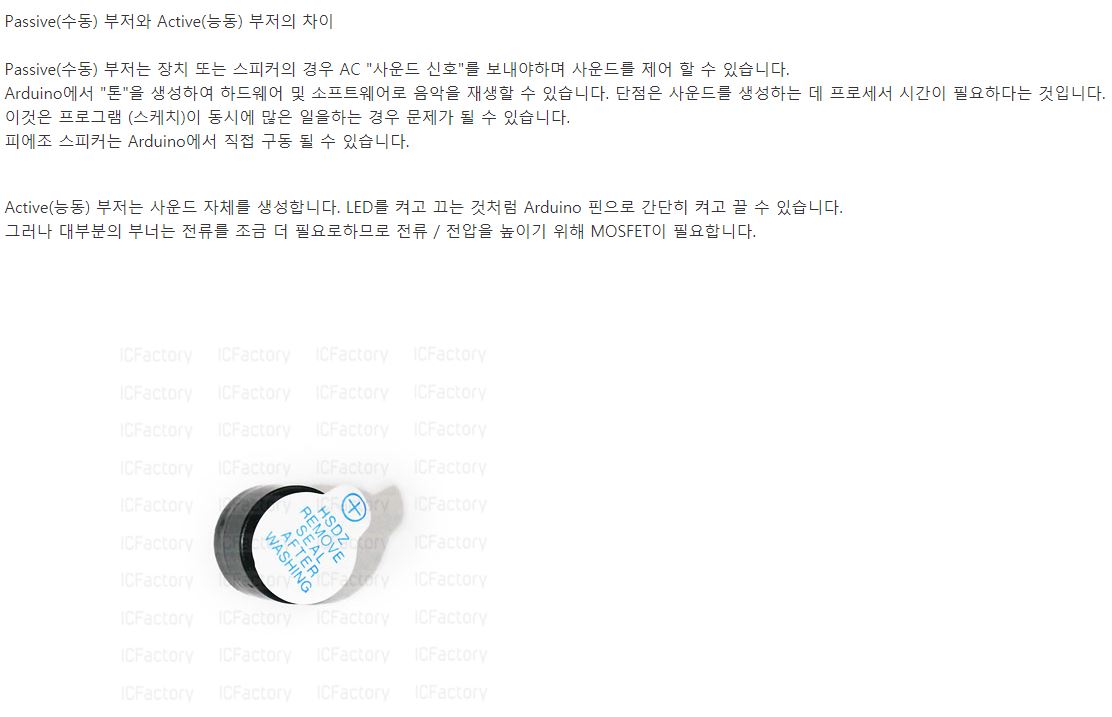 Passive(수동) 부저와 Active(능동) 부저의 차이
Passive(수동) 부저는 장치 또는 스피커의 경우 AC "사운드 신호"를 보내야하며 사운드를 제어 할 수 있습니다.
Arduino에서 "톤"을 생성하여 하드웨어 및 소프트웨어로 음악을 재생할 수 있습니다. 단점은 사운드를 생성하는 데 프로세서 시간이 필요하다는 것입니다.
이것은 프로그램 (스케치)이 동시에 많은 일을하는 경우 문제가 될 수 있습니다.
피에조 스피커는 Arduino에서 직접 구동 될 수 있습니다.
Active(능동) 부저는 사운드 자체를 생성합니다. LED를 켜고 끄는 것처럼 Arduino 핀으로 간단히 켜고 끌 수 있습니다.
그러나 대부분의 부너는 전류를 조금 더 필요로하므로 전류 / 전압을 높이기 위해 MOSFET이 필요합니다.
ICFactory ICFactory ICFactory ICFactory
ICFactory ICFactory ICFactory ICFactory
ICFactory ICFactory ICFactory ICFactory
ICFactory ICFactory ICFactory ICFactory
ICFactory ICFactory
HSDZ
REMOVE
SEAL
AFTER
WASHING
ICFactory ICFactory
ICFactory ICFactory ICFactory
ICFactory ICFactory ICFactory ICFactory
ICFactory ICFactory ICFactory ICFactory
ICFactory ICFactory ICFactory ICFactory